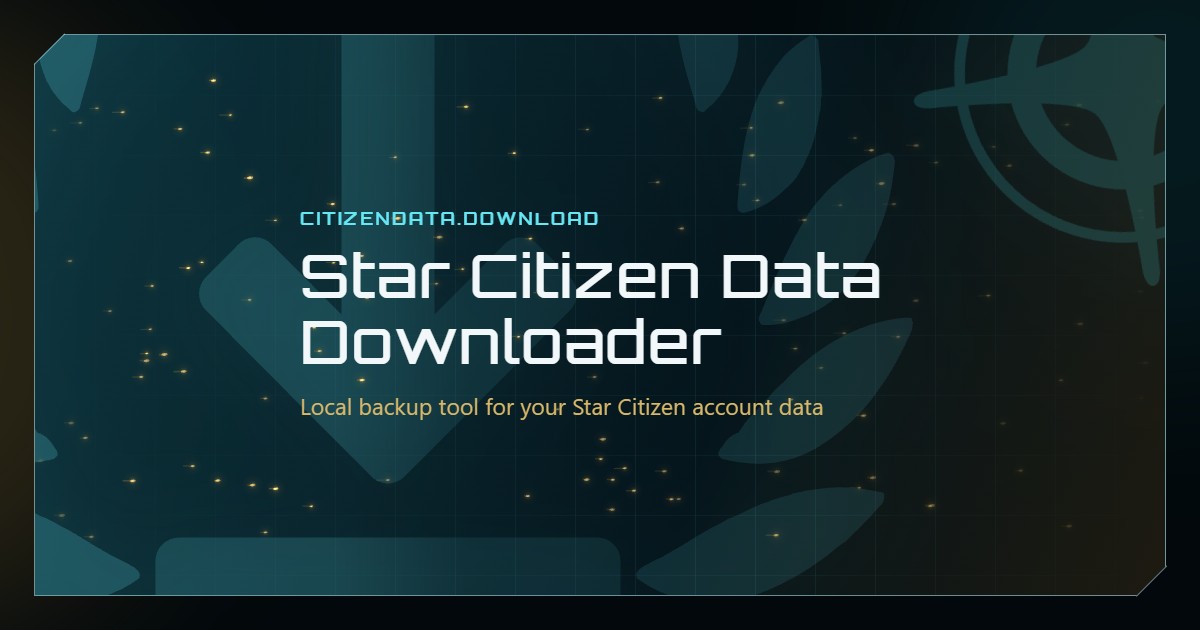 CITIZENDATA.DOWNLOAD
Star Citizen Data
Downloader
Local backup tool for your Star Citizen account data